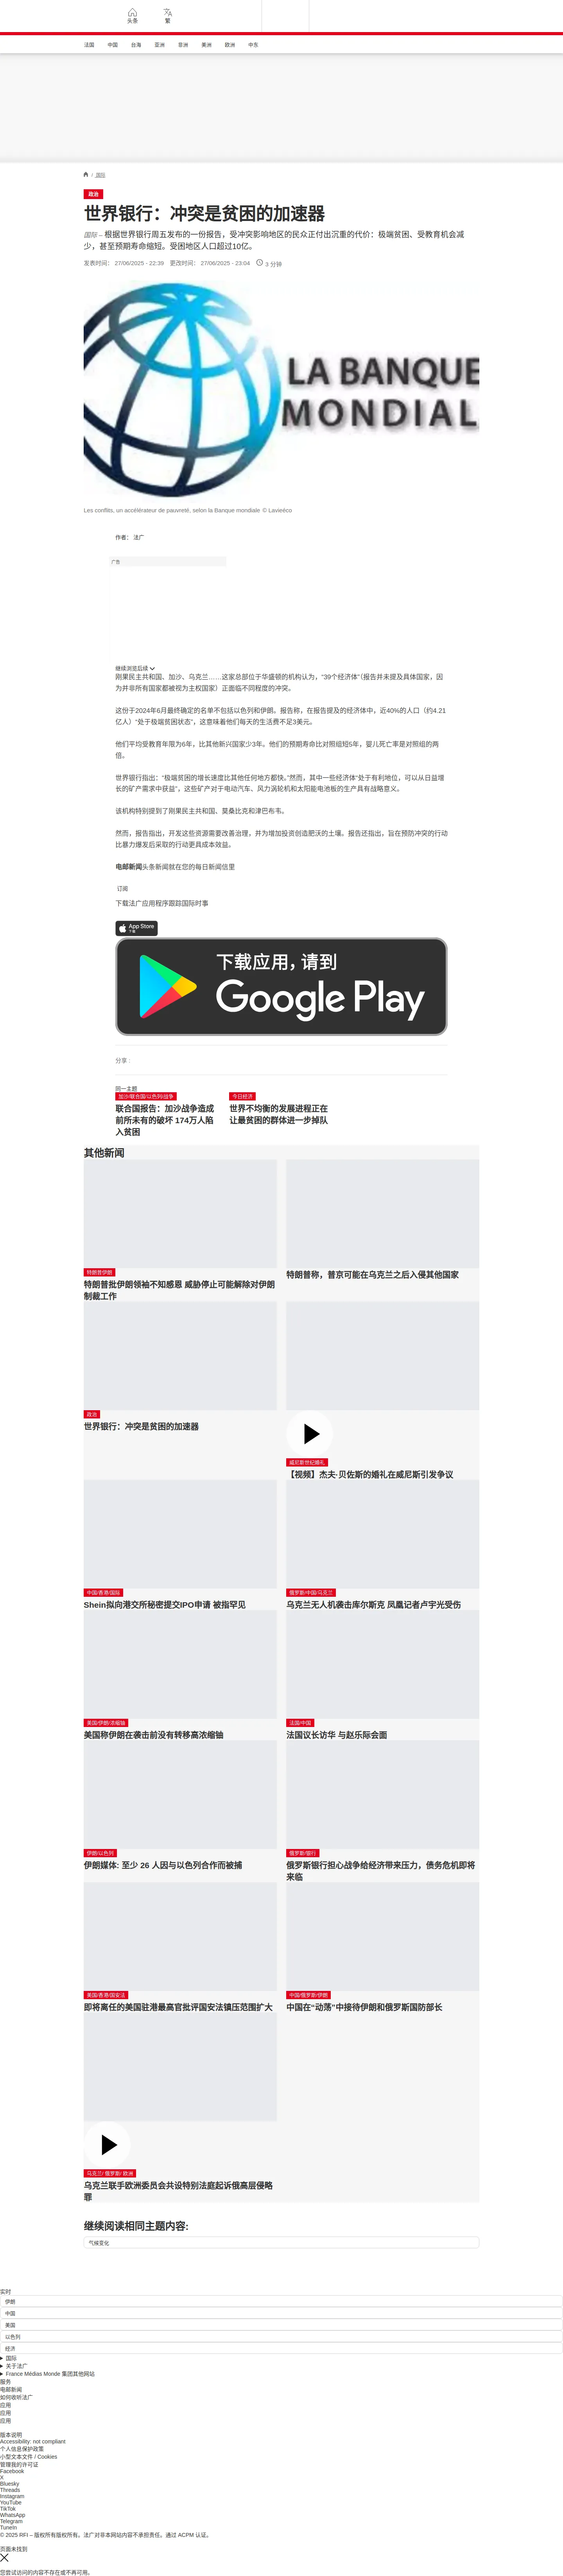 头条
繁
法国
中国
台海
亚洲
非洲
美洲
欧洲
中东
/ 国际
政治
世界银行：冲突是贫困的加速器
国际 – 根据世界银行周五发布的一份报告，受冲突影响地区的民众正付出沉重的代价：极端贫困、受教育机会减
少，甚至预期寿命缩短。受困地区人口超过10亿。
发表时间： 27/06/2025 - 22:39 更改时间： 27/06/2025 - 23:04 3 分钟
LA BANQUE
MONDIALE
Les conflits, un accélérateur de pauvreté, selon la Banque mondiale © Lavieéco
作者： 法广
广告
继续浏览后续
刚果民主共和国、加沙、乌克兰……这家总部位于华盛顿的机构认为，“39个经济体”（报告并未提及具体国家，因
为并非所有国家都被视为主权国家）正面临不同程度的冲突。
这份于2024年6月最终确定的名单不包括以色列和伊朗。报告称，在报告提及的经济体中，近40%的人口（约4.21
亿人）“处于极端贫困状态”，这意味着他们每天的生活费不足3美元。
他们平均受教育年限为6年，比其他新兴国家少3年。他们的预期寿命比对照组短5年，婴儿死亡率是对照组的两
倍。
世界银行指出：“极端贫困的增长速度比其他任何地方都快。”然而，其中一些经济体“处于有利地位，可以从日益增
长的矿产需求中获益”。这些矿产对于电动汽车、风力涡轮机和太阳能电池板的生产具有战略意义。
该机构特别提到了刚果民主共和国、莫桑比克和津巴布韦。
然而，报告指出，开发这些资源需要改善治理，并为增加投资创造肥沃的土壤。报告还指出，旨在预防冲突的行动
比暴力爆发后采取的行动更具成本效益。
电邮新闻头条新闻就在您的每日新闻信里
订阅
下载法广应用程序跟踪国际时事
App Store
下载
下载应用，请到
Google Play
分享 :
同一主题
加沙/联合国/以色列/战争
联合国报告：加沙战争造成
前所未有的破坏 174万人陷
入贫困
今日经济
世界不均衡的发展进程正在
让最贫困的群体进一步掉队
其他新闻
特朗普/伊朗
特朗普批伊朗领袖不知感恩 威胁停止可能解除对伊朗
制裁工作
特朗普称，普京可能在乌克兰之后入侵其他国家
政治
世界银行：冲突是贫困的加速器
威尼斯世纪婚礼
【视频】杰夫·贝佐斯的婚礼在威尼斯引发争议
中国/香港/国际
Shein拟向港交所秘密提交IPO申请 被指罕见
俄罗斯/中国/乌克兰
乌克兰无人机袭击库尔斯克 凤凰记者卢宇光受伤
美国/伊朗/浓缩铀
美国称伊朗在袭击前没有转移高浓缩铀
法国/中国
法国议长访华 与赵乐际会面
伊朗/以色列
伊朗媒体: 至少 26 人因与以色列合作而被捕
俄罗斯/银行
俄罗斯银行担心战争给经济带来压力，债务危机即将
来临
美国/香港/国安法
即将离任的美国驻港最高官批评国安法镇压范围扩大
中国/俄罗斯/伊朗
中国在“动荡”中接待伊朗和俄罗斯国防部长
乌克兰/ 俄罗斯/ 欧洲
乌克兰联手欧洲委员会共设特别法庭起诉俄高层侵略
罪
继续阅读相同主题内容:
气候变化
实时
伊朗
中国
美国
以色列
经济
国际
关于法广
France Médias Monde 集团其他网站
服务
电邮新闻
如何收听法广
应用
应用
应用
版本说明
Accessibility: not compliant
个人信息保护政策
小型文本文件 / Cookies
管理我的许可证
Facebook
X
Bluesky
Threads
Instagram
YouTube
TikTok
WhatsApp
Telegram
TuneIn
© 2025 RFI – 版权所有版权所有。法广对非本网站内容不承担责任。通过 ACPM 认证。
页面未找到
您尝试访问的内容不存在或不再可用。